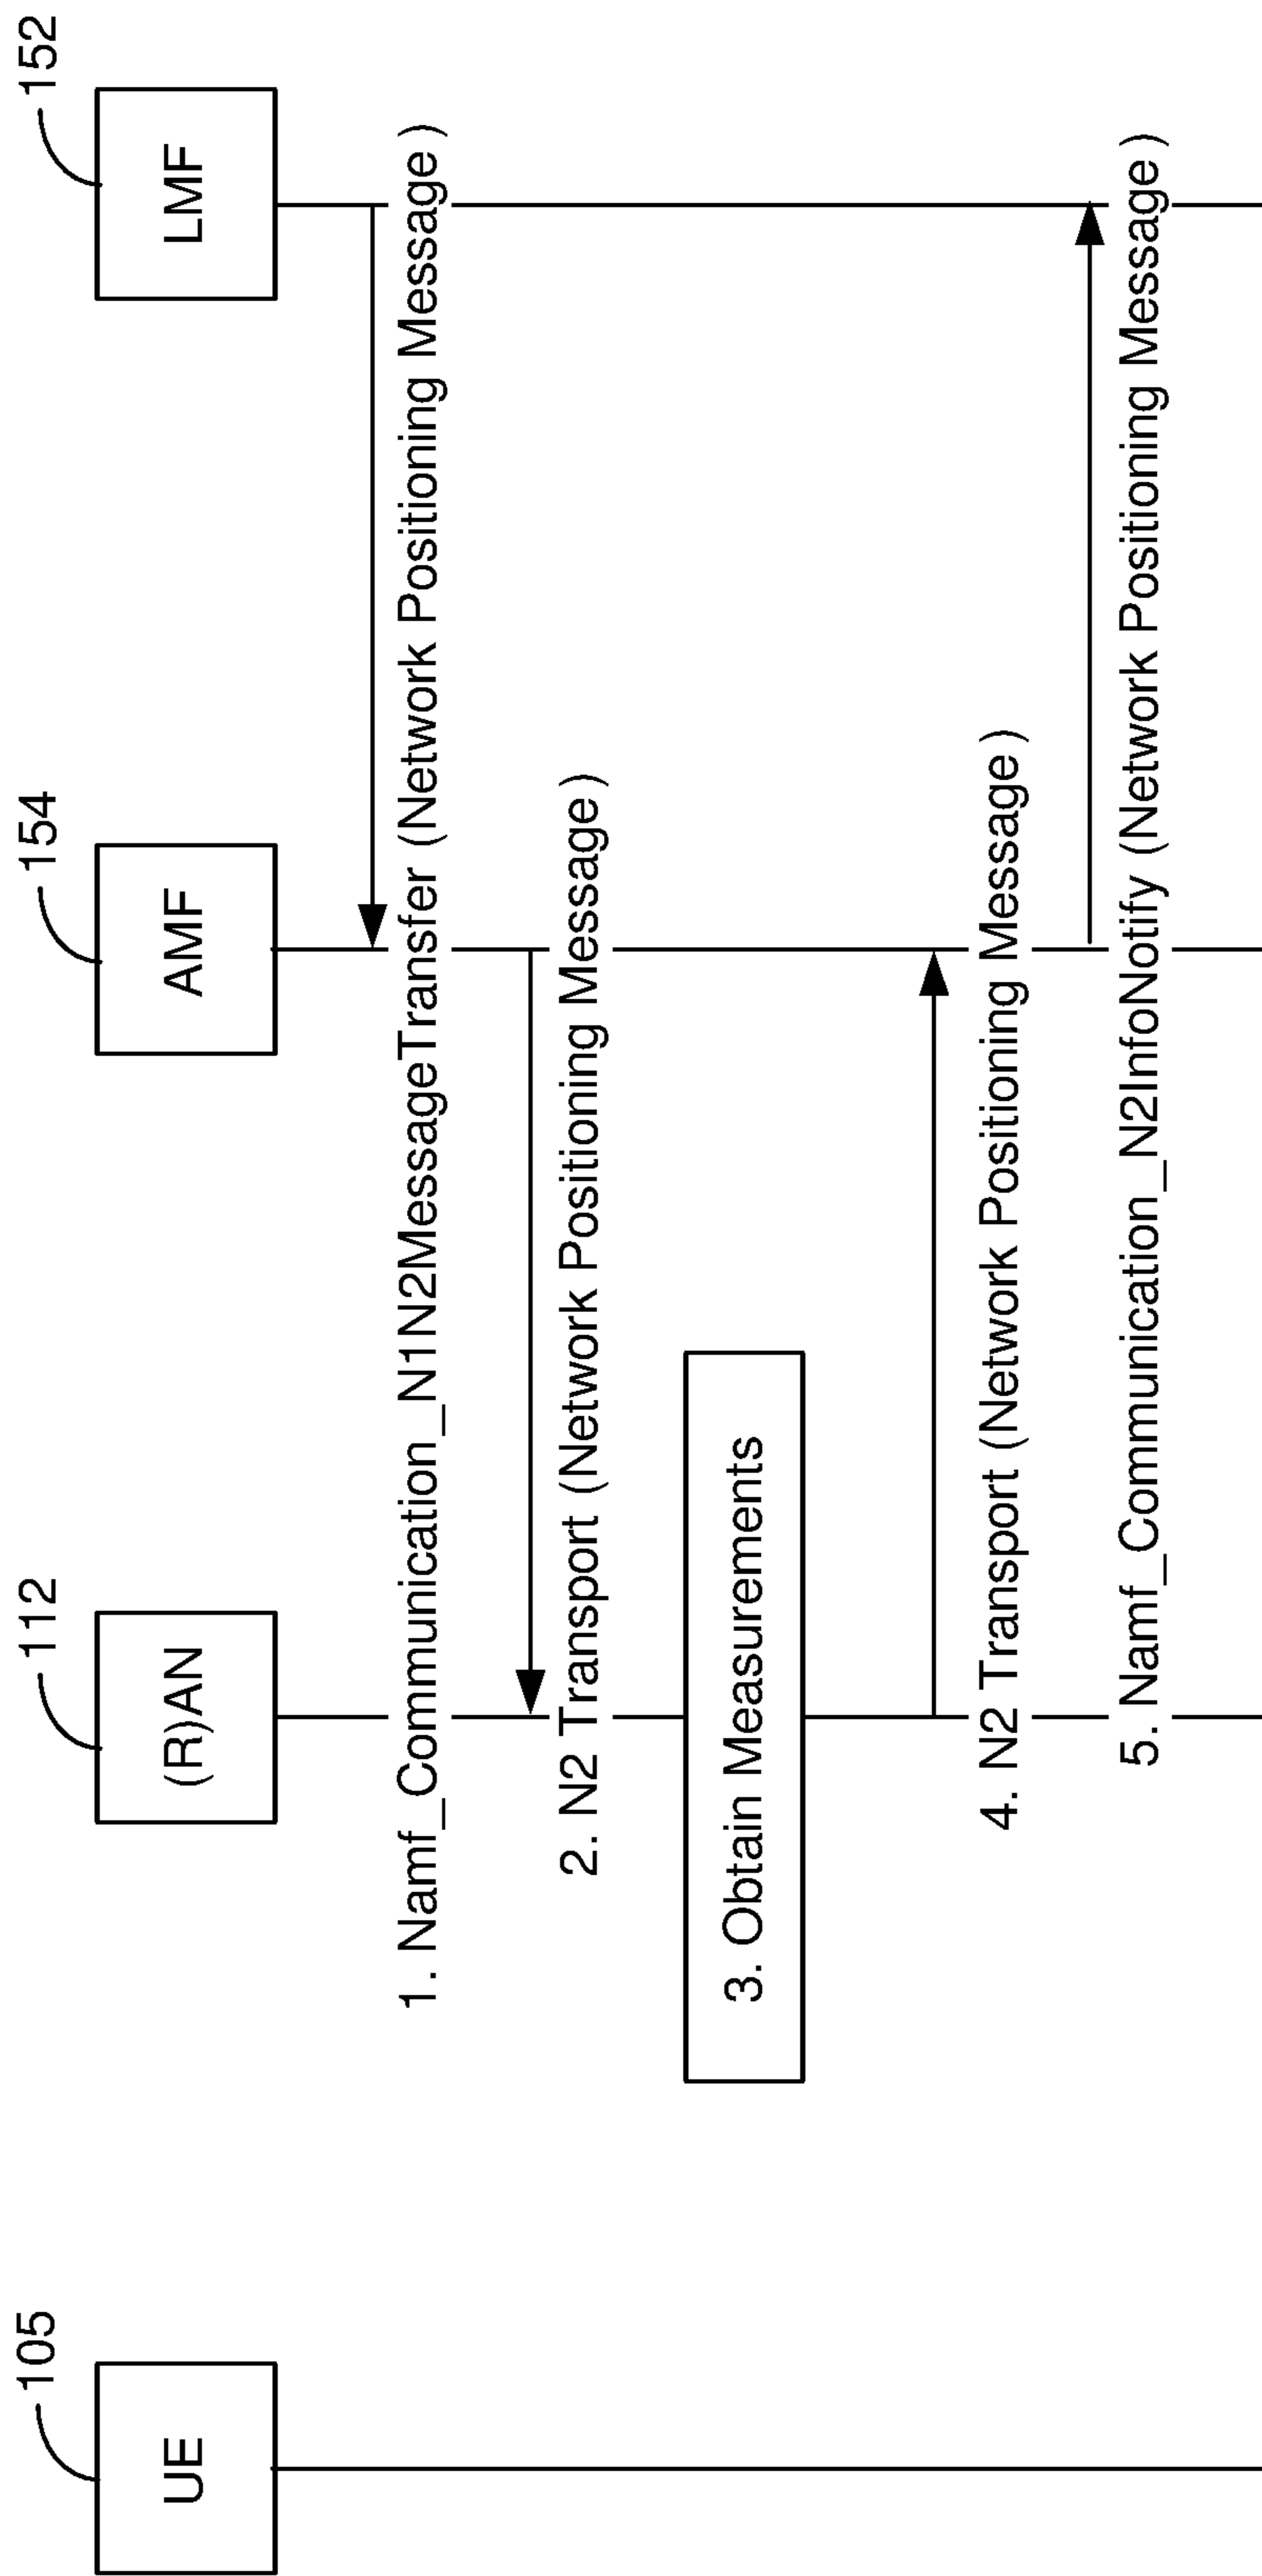 105
112
154
152
UE
(R)AN
AMF
LMF
1. Namf_Communication_N1N2MessageTransfer (Network Positioning Message)
2. N2 Transport (Network Positioning Message)
3. Obtain Measurements
4. N2 Transport (Network Positioning Message)
5. Namf_Communication_N2InfoNotify (Network Positioning Message)